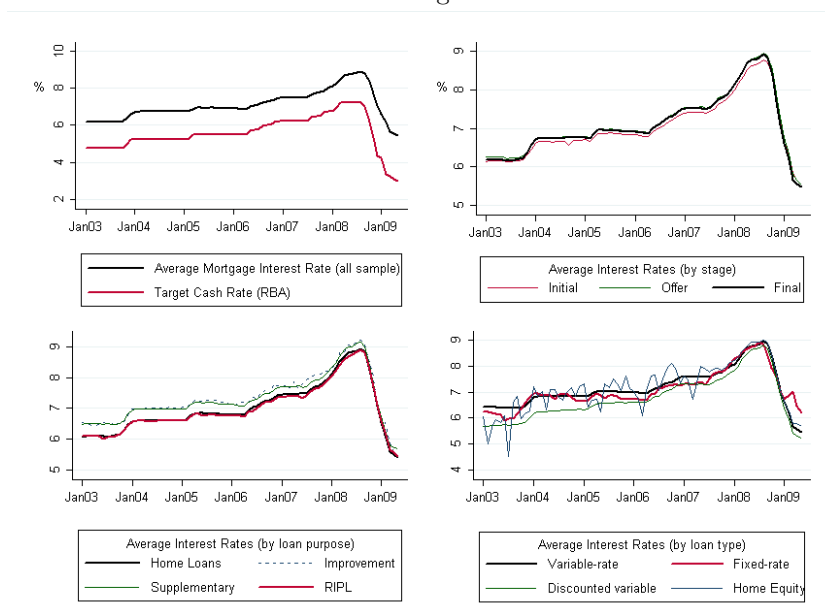 10
8
%
6
4
2
Jan03 Jan04 Jan05 Jan06 Jan07 Jan08 Jan09
Average Mortgage Interest Rate (all sample)
Target Cash Rate (RBA)
9
%
8
7
6
5
Jan03 Jan04 Jan05 Jan06 Jan07 Jan08 Jan09
Average Interest Rates (by stage)
Initial Offer Final
9
8
7
6
5
Jan03 Jan04 Jan05 Jan06 Jan07 Jan08 Jan09
Average Interest Rates (by loan purpose)
Home Loans Improvement
Supplementary RIPL
9
8
7
6
5
4
Jan03 Jan04 Jan05 Jan06 Jan07 Jan08 Jan09
Average Interest Rates (by loan type)
Variable-rate Fixed-rate
Discounted variable Home Equity